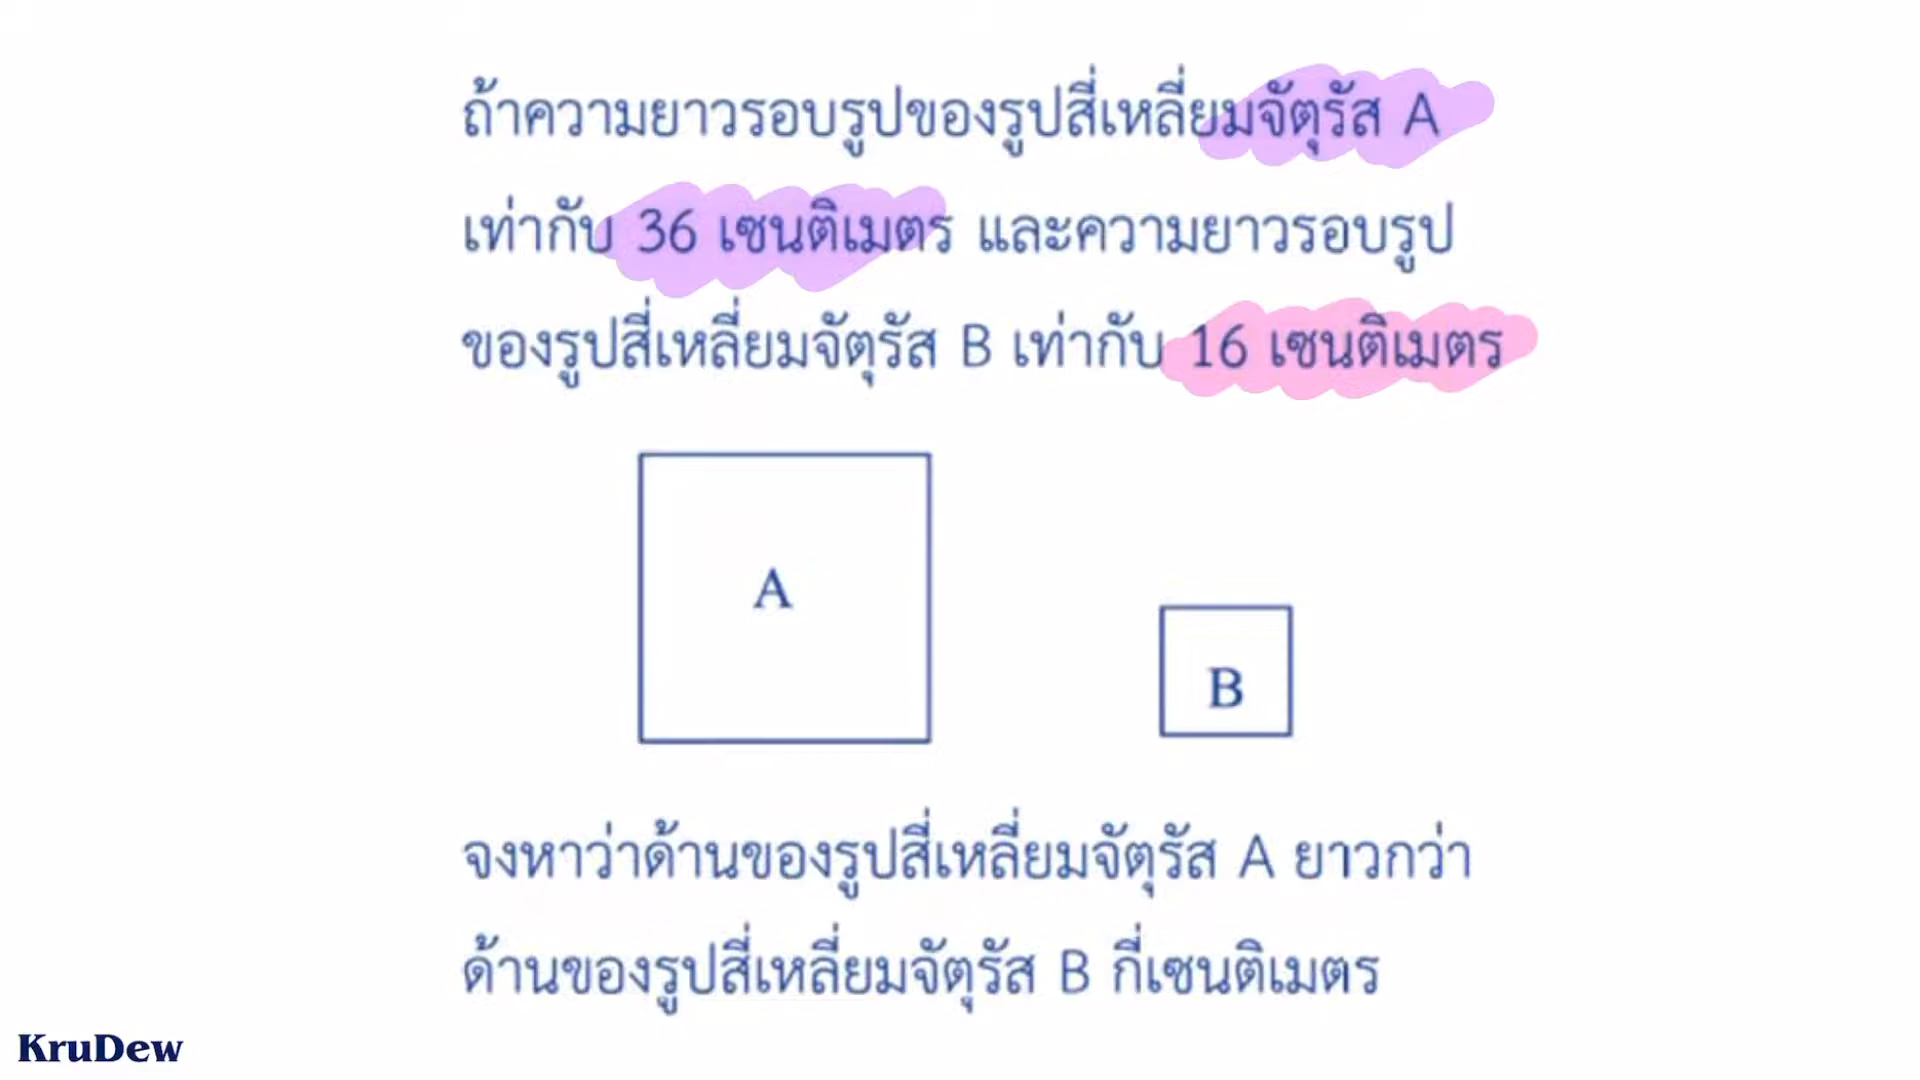 ถ้าความยาวรอบรูปของรูปสี่เหลี่ยมจัตุรัส A
เท่ากับ 36 เซนติเมตร และความยาวรอบรูป
ของรูปสี่เหลี่ยมจัตุรัส B เท่ากับ 16 เซนติเมตร
A
B
จงหาว่าด้านของรูปสี่เหลี่ยมจัตุรัส A ยาวกว่า
ด้านของรูปสี่เหลี่ยมจัตุรัส B กี่เซนติเมตร
KruDew